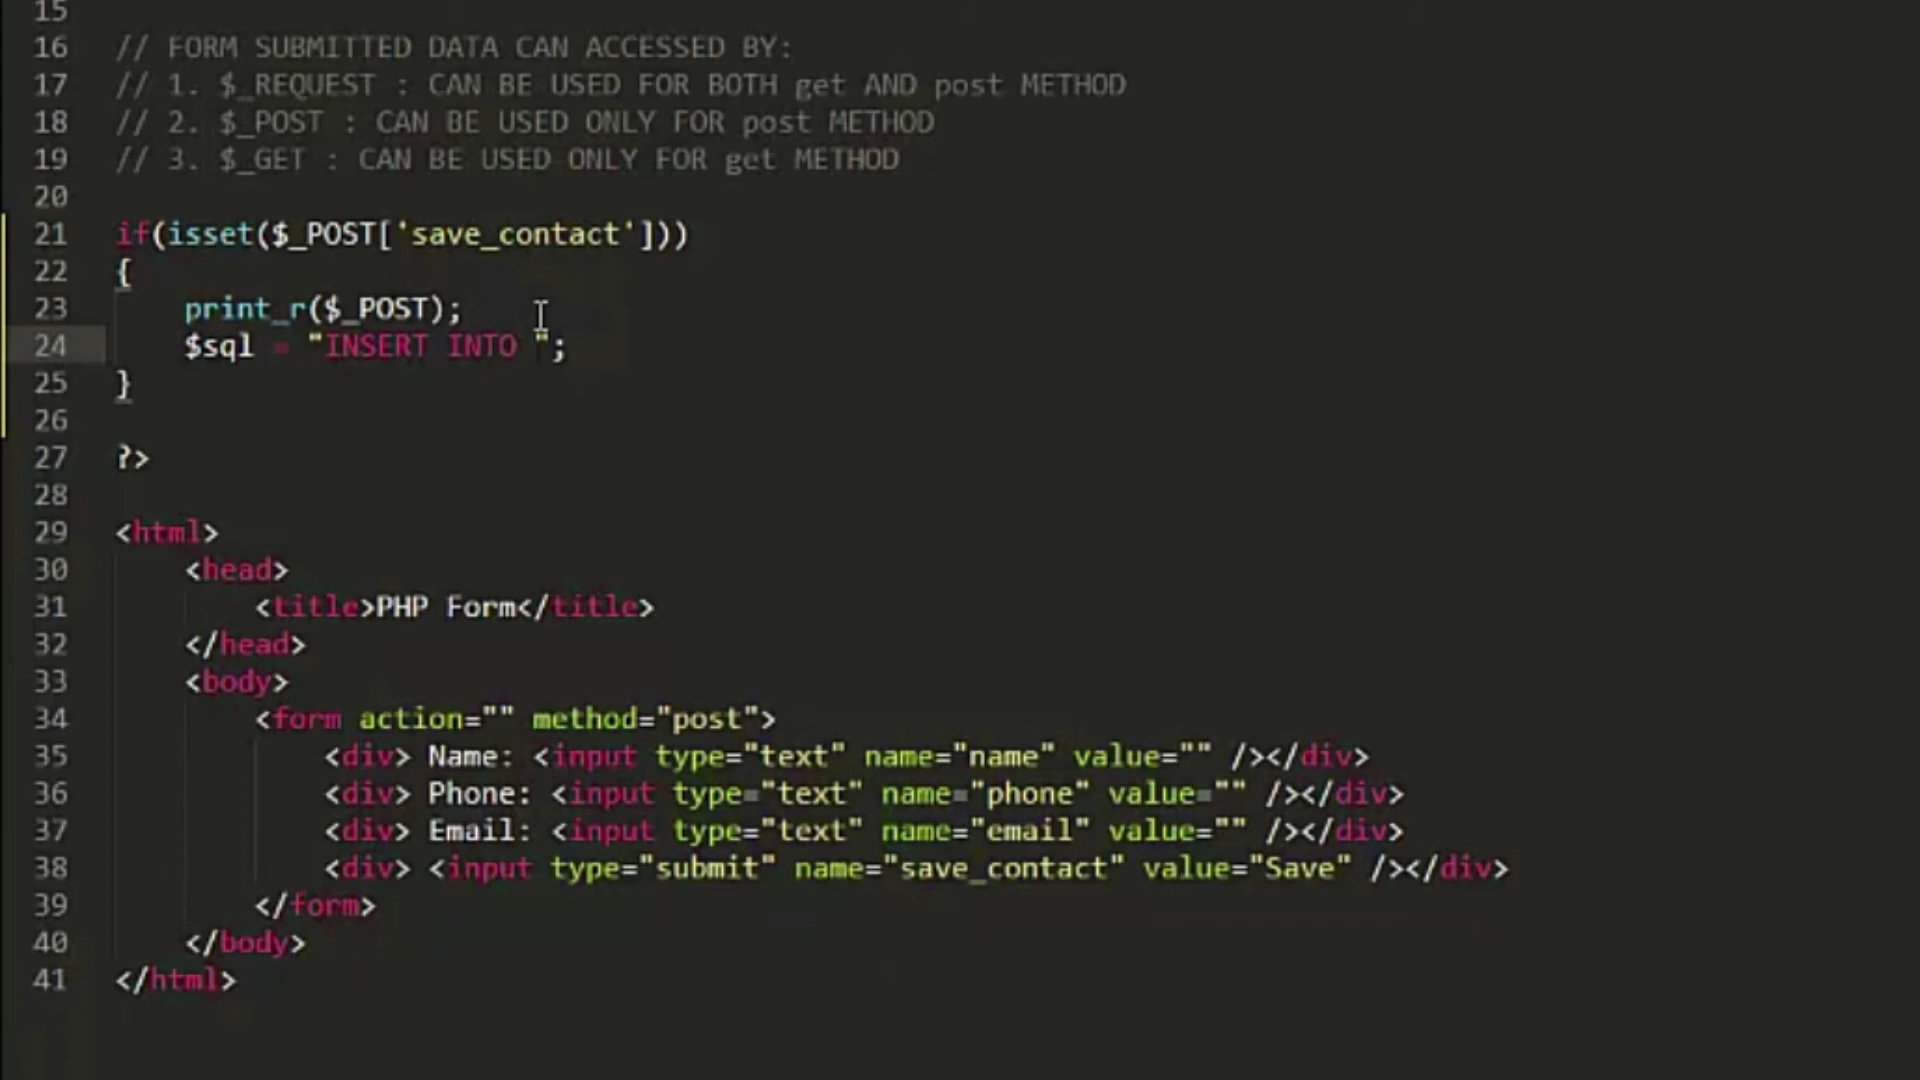 15
16 // FORM SUBMITTED DATA CAN ACCESSED BY:
17 // 1. $_REQUEST : CAN BE USED FOR BOTH get AND post METHOD
18 // 2. $_POST : CAN BE USED ONLY FOR post METHOD
19 // 3. $_GET : CAN BE USED ONLY FOR get METHOD
20
21 if(isset($_POST['save_contact']))
22 {
23     print_r($_POST);
24     $sql = "INSERT INTO ";
25 }
26
27 ?>
28
29 <html>
30     <head>
31         <title>PHP Form</title>
32     </head>
33     <body>
34         <form action="" method="post">
35             <div> Name: <input type="text" name="name" value="" /></div>
36             <div> Phone: <input type="text" name="phone" value="" /></div>
37             <div> Email: <input type="text" name="email" value="" /></div>
38             <div> <input type="submit" name="save_contact" value="Save" /></div>
39         </form>
40     </body>
41 </html>